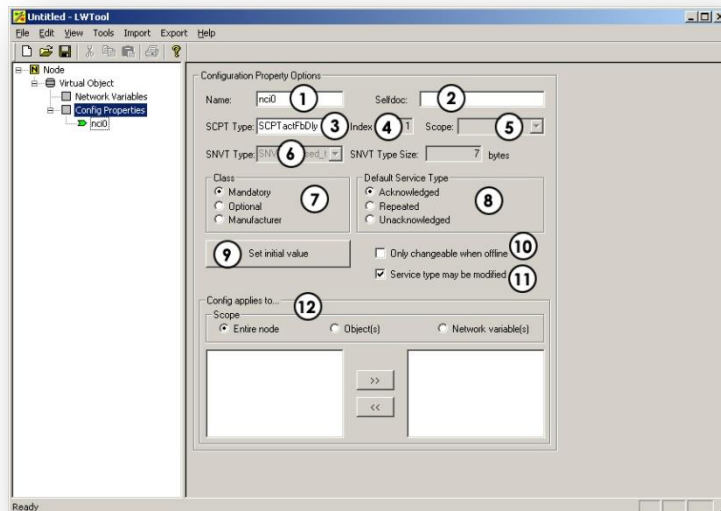 Untitled - LWTool
File Edit View Tools Import Export Help
Node
Virtual Object
Network Variables
Config Properties
nci0
Configuration Property Options
Name: nci0 1 Selfdoc: 2
SCPT Type: SCPTactFbDly 3 Index 4 1 Scope: 5
SNVT Type: 6 SNVT Type Size: 7 bytes
Class
Mandatory
Optional
Manufacturer
7
Default Service Type
Acknowledged
Repeated
Unacknowledged
8
9 Set initial value
Only changeable when offline 10
Service type may be modified 11
Config applies to... 12
Scope
Entire node Object(s) Network variable(s)
>>
<<
Ready